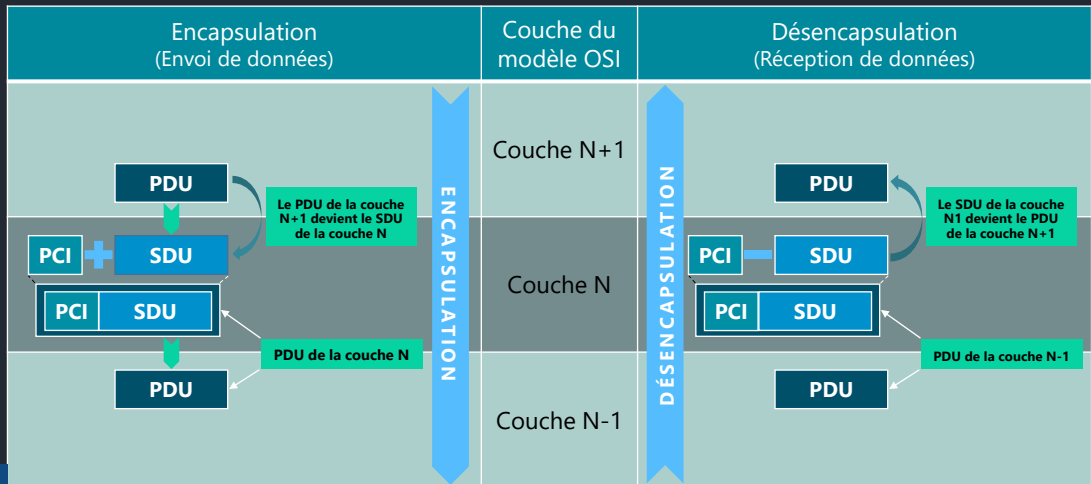 Encapsulation
(Envoi de données)
Couche du
modèle OSI
Désencapsulation
(Réception de données)
Couche N+1
PDU
Le PDU de la couche
N+1 devient le SDU
de la couche N
PCI
SDU
PCI
SDU
PDU de la couche N
PDU
ENCAPSULATION
Couche N
Couche N-1
DÉSENCAPSULATION
PDU
Le SDU de la couche
N1 devient le PDU
de la couche N+1
PCI
SDU
PCI
SDU
PDU de la couche N-1
PDU